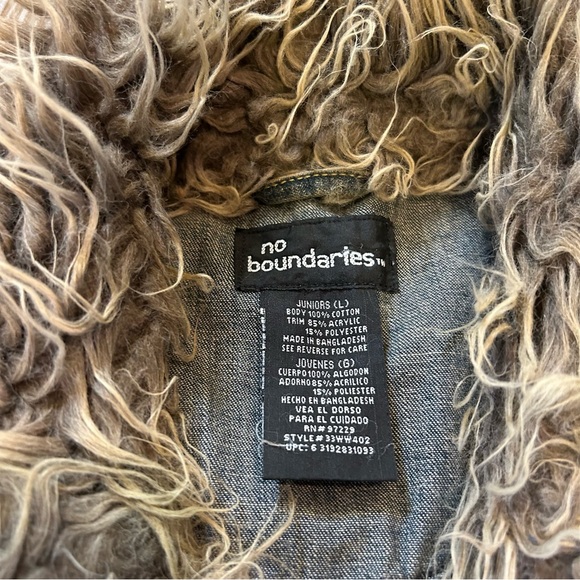 no
boundaries™
JUNIORS (L)
BODY 100% COTTON
TRIM 85% ACRYLIC
15% POLYESTER
MADE IN BANGLADESH
SEE REVERSE FOR CARE
JÓVENES (G)
CUERPO 100% ALGODON
ADORNO 85% ACRILICO
15% POLIESTER
HECHO EN BANGLADESH
VEA EL DORSO
PARA EL CUIDADO
RN# 97229
STYLE# 33WW402
UPC: 6 3192831093